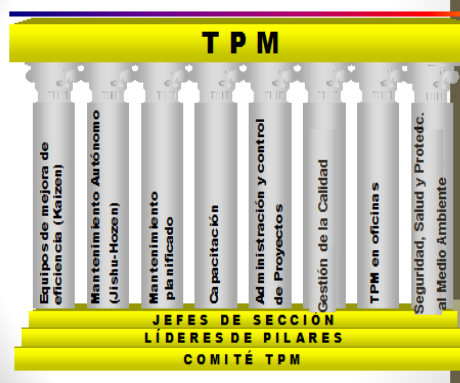 TPM
Equipos de mejora de
eficiencia (Kaizen)
Mantenimiento Autónomo
(Jishu-Hozen)
Mantenimiento
planificado
Capacitación
Administración y control
de Proyectos
Gestión de la Calidad
TPM en oficinas
Seguridad, Salud y Protedc.
al Medio Ambiente
JEFES DE SECCIÓN
LÍDERES DE PILARES
COMITÉ TPM